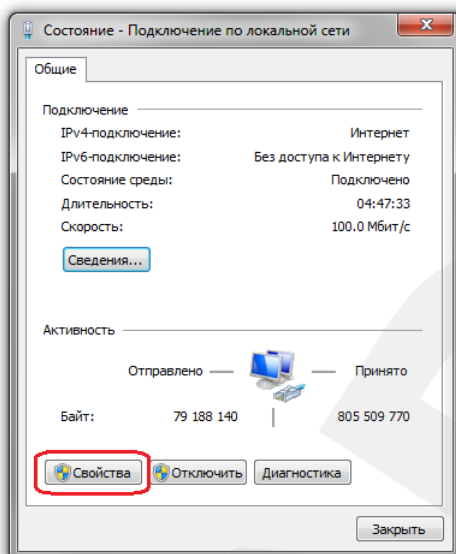 Состояние - Подключение по локальной сети
Общие
Подключение
IPv4-подключение: Интернет
IPv6-подключение: Без доступа к Интернету
Состояние среды: Подключено
Длительность: 04:47:33
Скорость: 100.0 Мбит/с
Сведения...
Активность
Отправлено — — Принято
Байт: 79 188 140 | 805 509 770
Свойства Отключить Диагностика
Закрыть